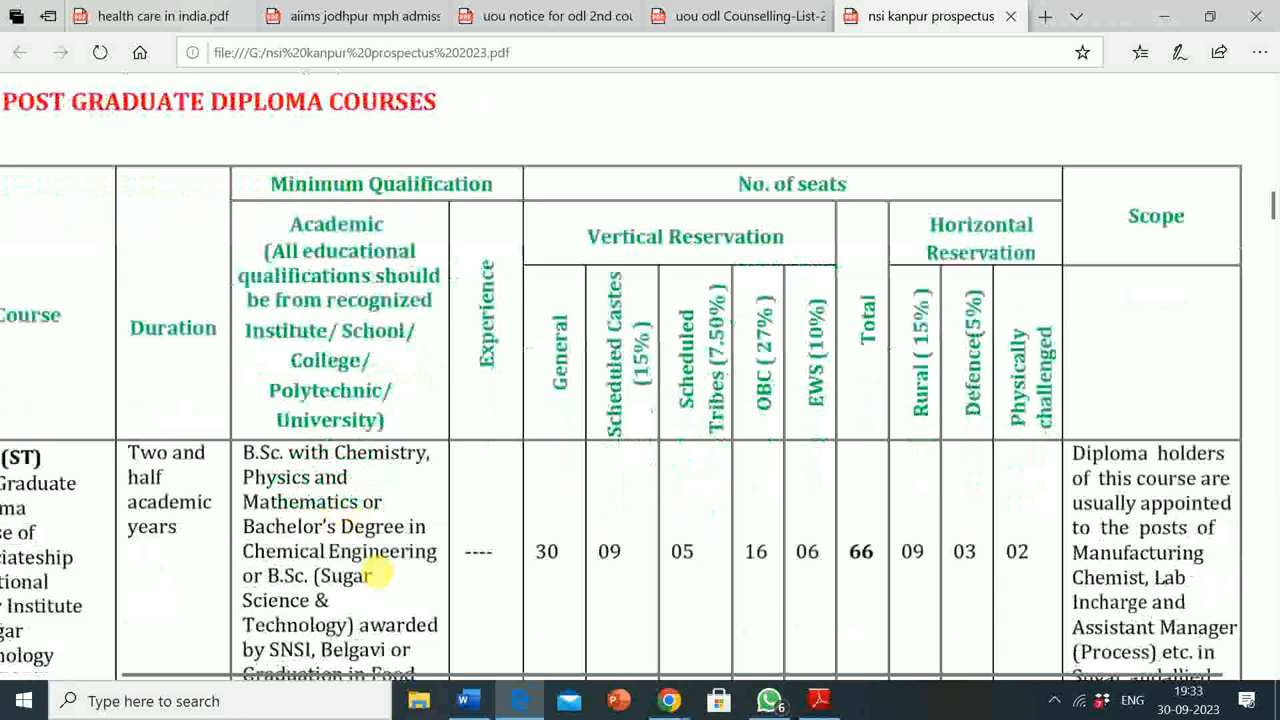 health care in india.pdf
aiims jodhpur mph admiss
uou notice for odl 2nd cou
uou odl Counselling-List-2
nsi kanpur prospectus
file:///G:/nsi%20kanpur%20prospectus%202023.pdf
POST GRADUATE DIPLOMA COURSES
Minimum Qualification
No. of seats
Scope
Course
Duration
Academic
(All educational
qualifications should
be from recognized
Institute/ School/
College/
Polytechnic/
University)
Experience
Vertical Reservation
Horizontal
Reservation
General
Scheduled Castes
(15% )
Scheduled
Tribes (7.50% )
OBC ( 27% )
EWS (10%)
Total
Rural ( 15% )
Defence(5%)
Physically
challenged
(ST)
Graduate
ma
se of
ciateship
tional
r Institute
gar
nology
Two and
half
academic
years
B.Sc. with Chemistry,
Physics and
Mathematics or
Bachelor's Degree in
Chemical Engineering
or B.Sc. (Sugar
Science &
Technology) awarded
by SNSI, Belgavi or
Graduation in Food
----
30
09
05
16
06
66
09
03
02
Diploma holders
of this course are
usually appointed
to the posts of
Manufacturing
Chemist, Lab
Incharge and
Assistant Manager
(Process) etc. in
Sugar and allied
Type here to search
6
ENG
19:33
30-09-2023